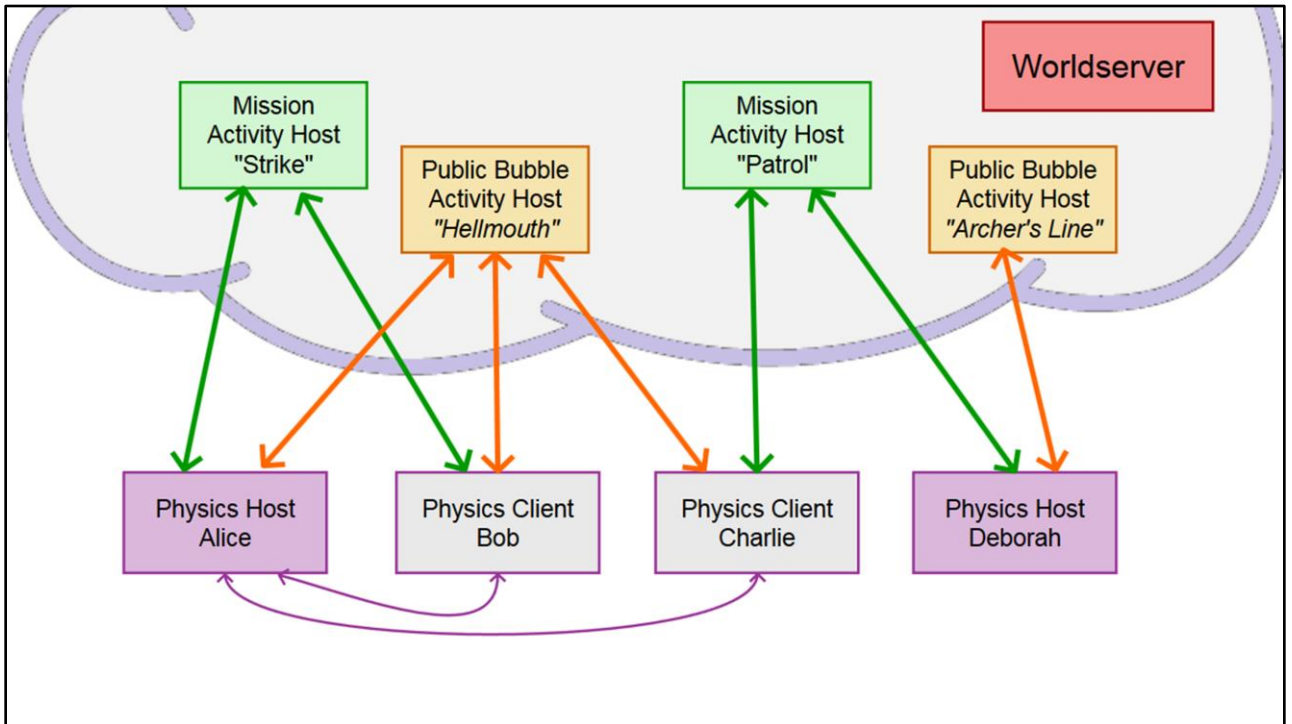 Worldserver
Mission
Activity Host
"Strike"
Public Bubble
Activity Host
"Hellmouth"
Mission
Activity Host
"Patrol"
Public Bubble
Activity Host
"Archer's Line"
Physics Host
Alice
Physics Client
Bob
Physics Client
Charlie
Physics Host
Deborah